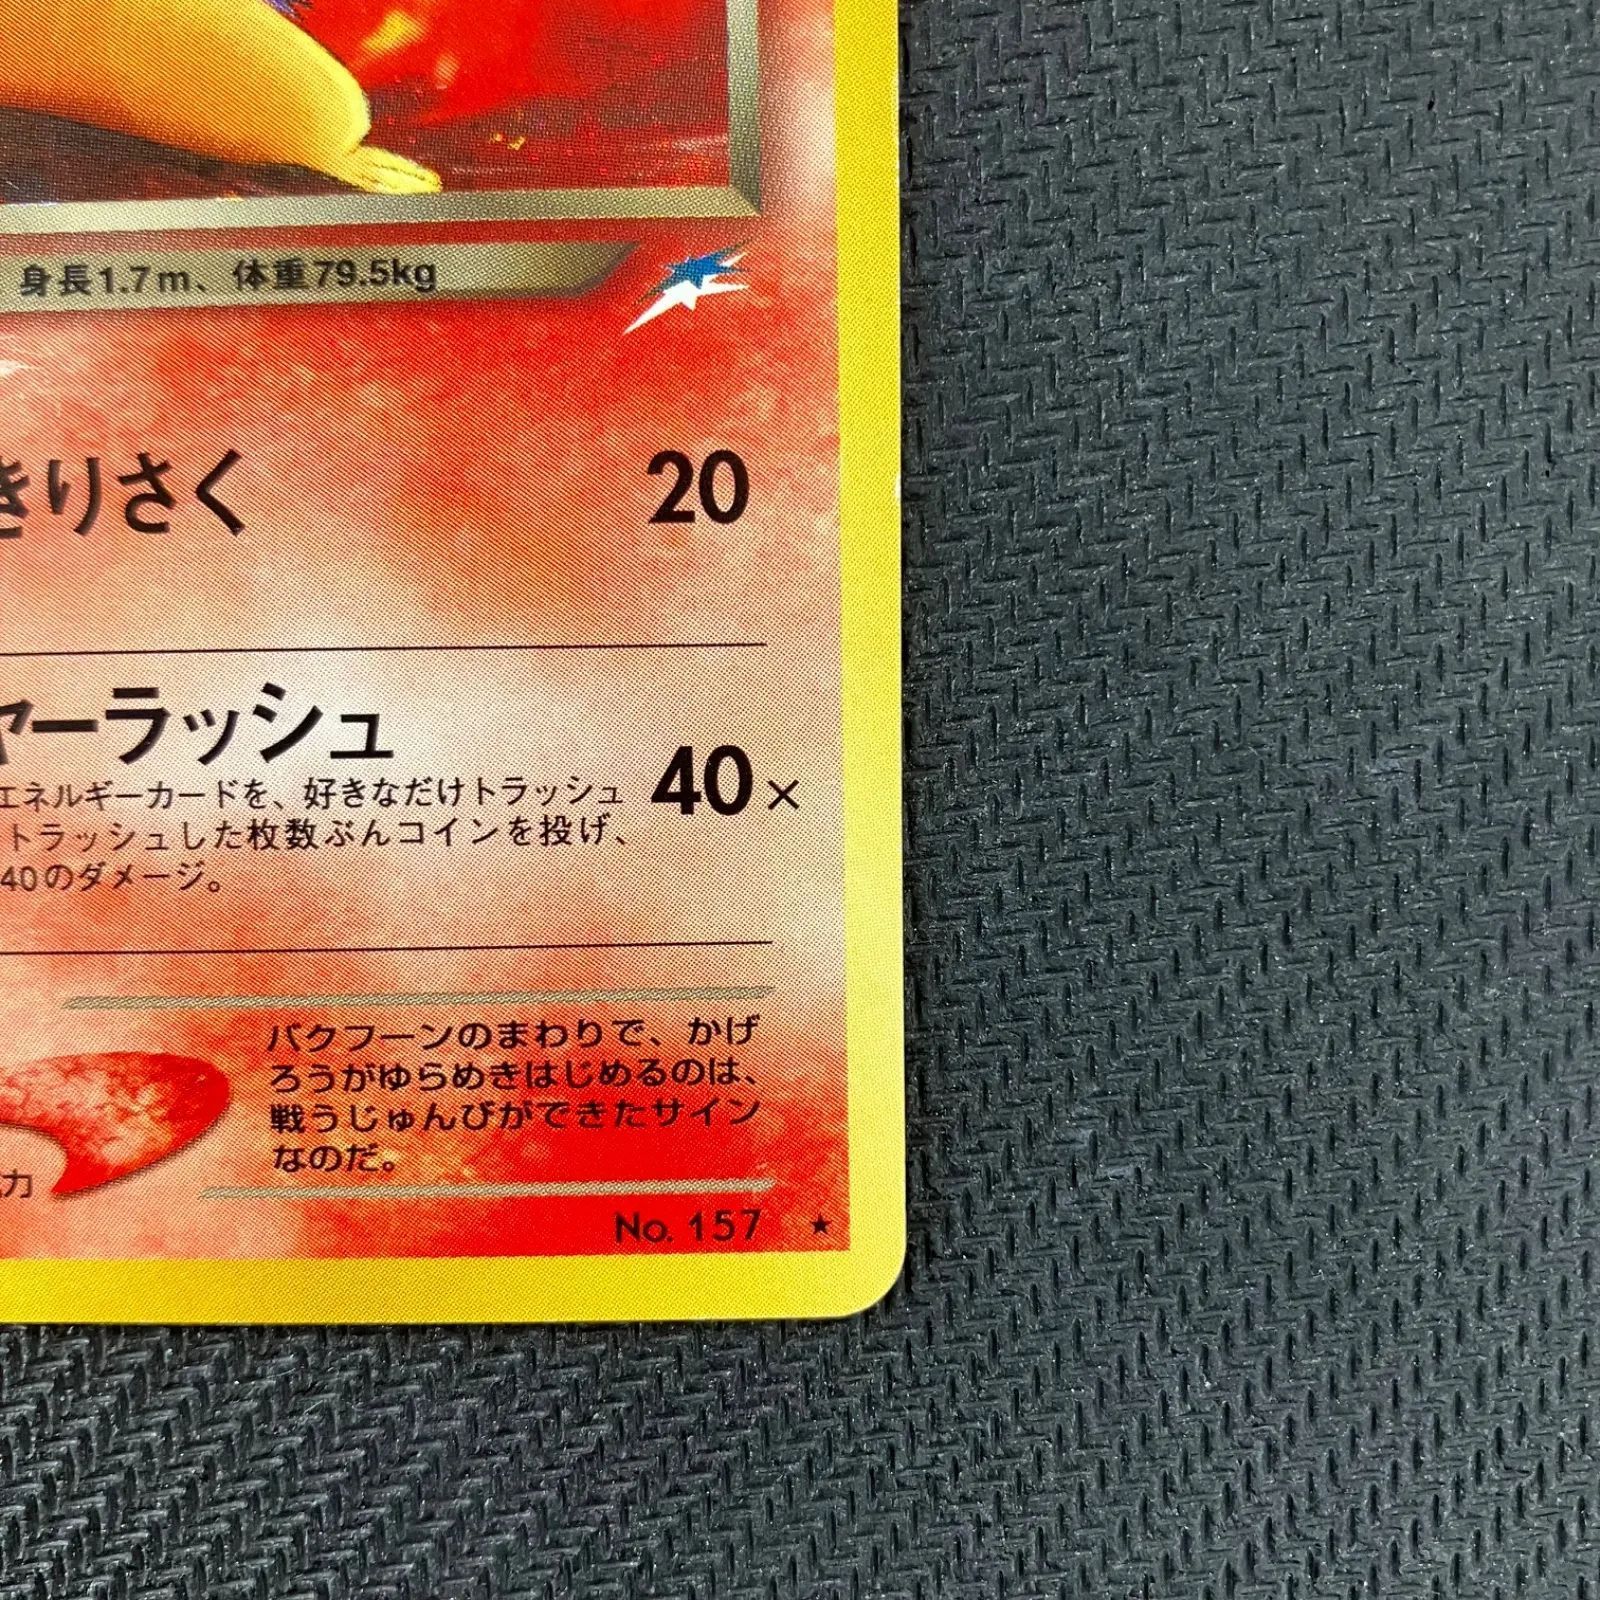 身長1.7m、体重79.5kg
きりさく 20
ャーラッシュ
エネルギーカードを、好きなだけトラッシュ
トラッシュした枚数ぶんコインを投げ、
40のダメージ。
40×
バクフーンのまわりで、かげ
ろうがゆらめきはじめるのは、
戦うじゅんびができたサイン
なのだ。
力
No. 157 ★